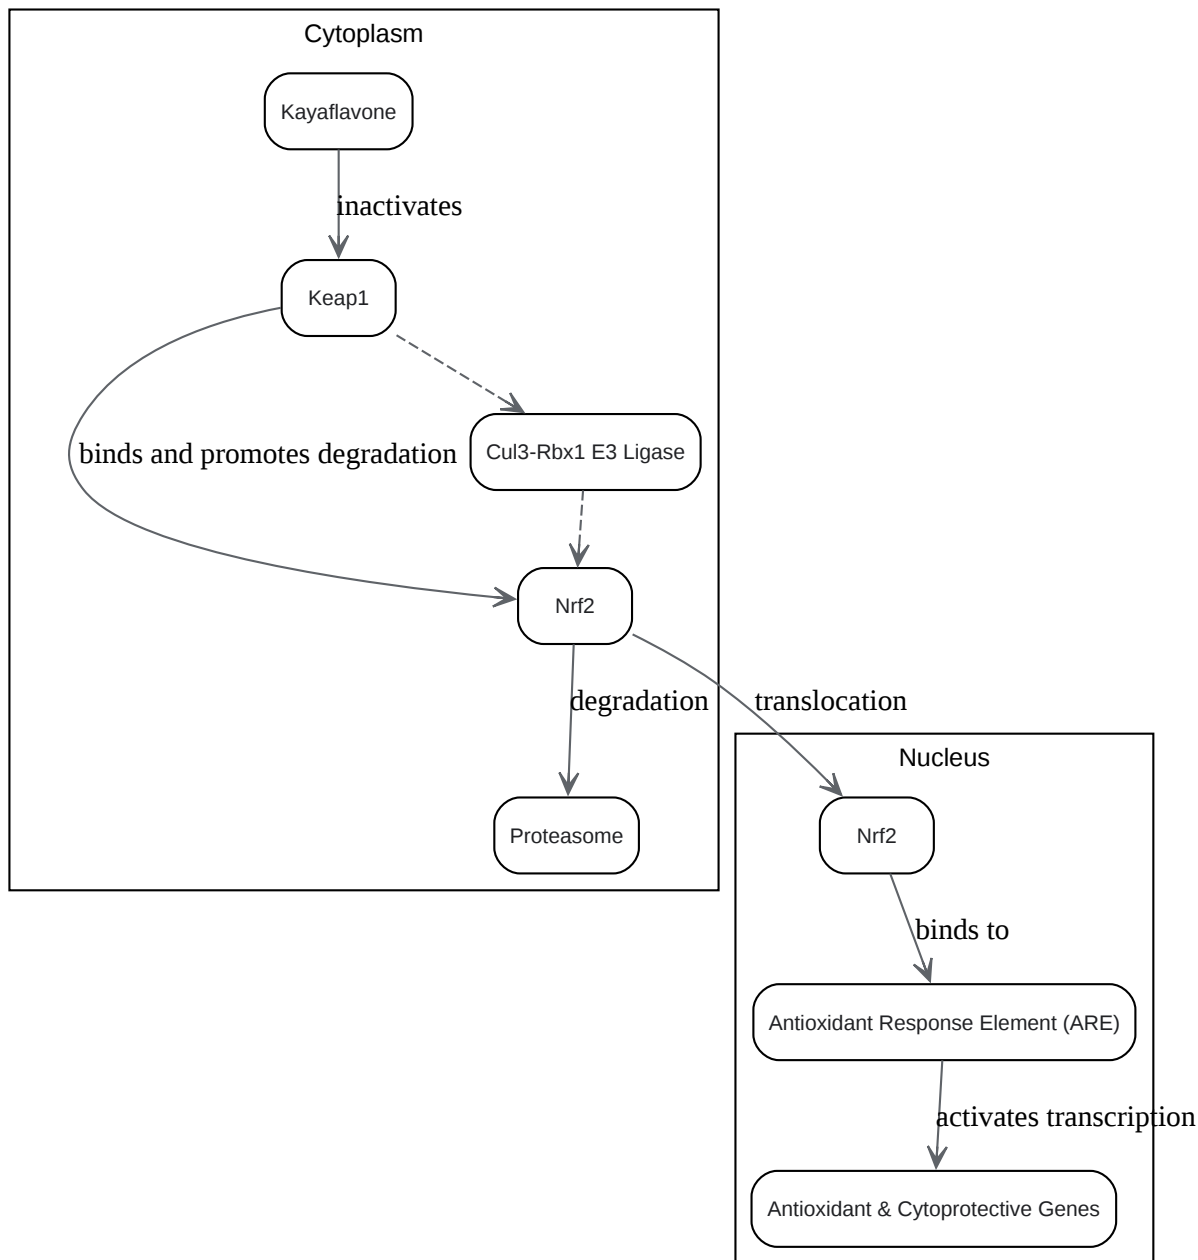 Cytoplasm
Kayaflavone
inactivates
Keap1
binds and promotes degradation
Cul3-Rbx1 E3 Ligase
Nrf2
degradation
translocation
Nucleus
Proteasome
Nrf2
binds to
Antioxidant Response Element (ARE)
activates transcription
Antioxidant & Cytoprotective Genes